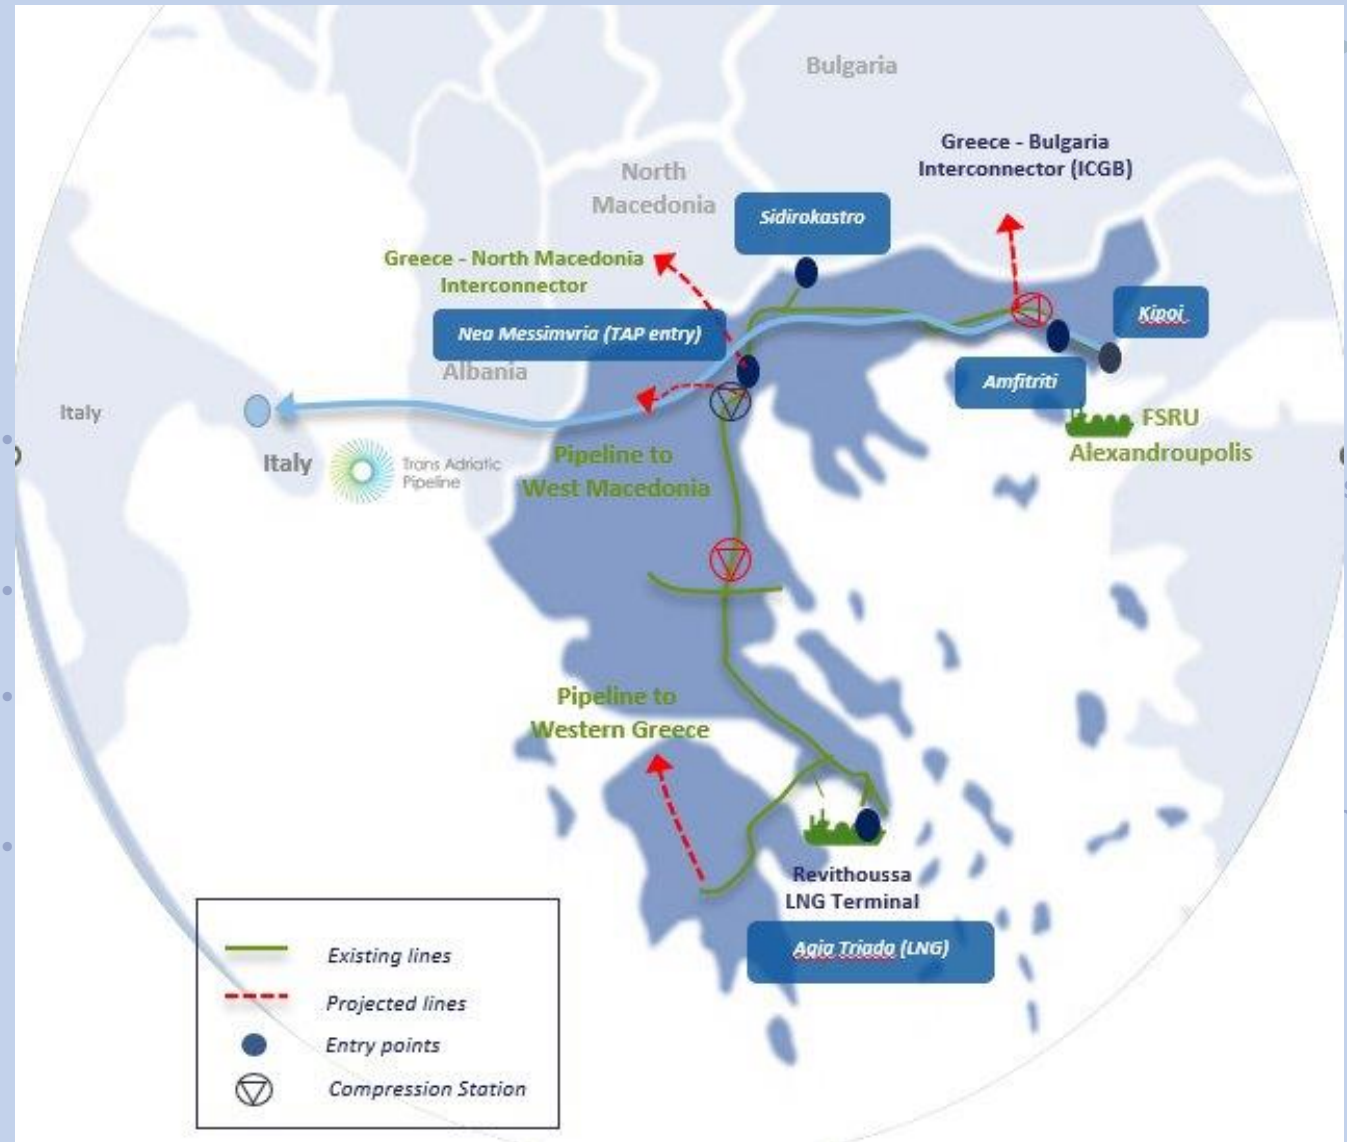 Bulgaria
Greece - Bulgaria
Interconnector (ICGB)
North
Macedonia
Sidirokastro
Greece - North Macedonia
Interconnector
Nea Messimvria (TAP entry)
Kipoi
Albania
Amfitriti
Italy
FSRU
Alexandroupolis
Italy
Trans Adriatic
Pipeline
Pipeline to
West Macedonia
Pipeline to
Western Greece
Revithoussa
LNG Terminal
Agia Triada (LNG)
Existing lines
Projected lines
Entry points
Compression Station